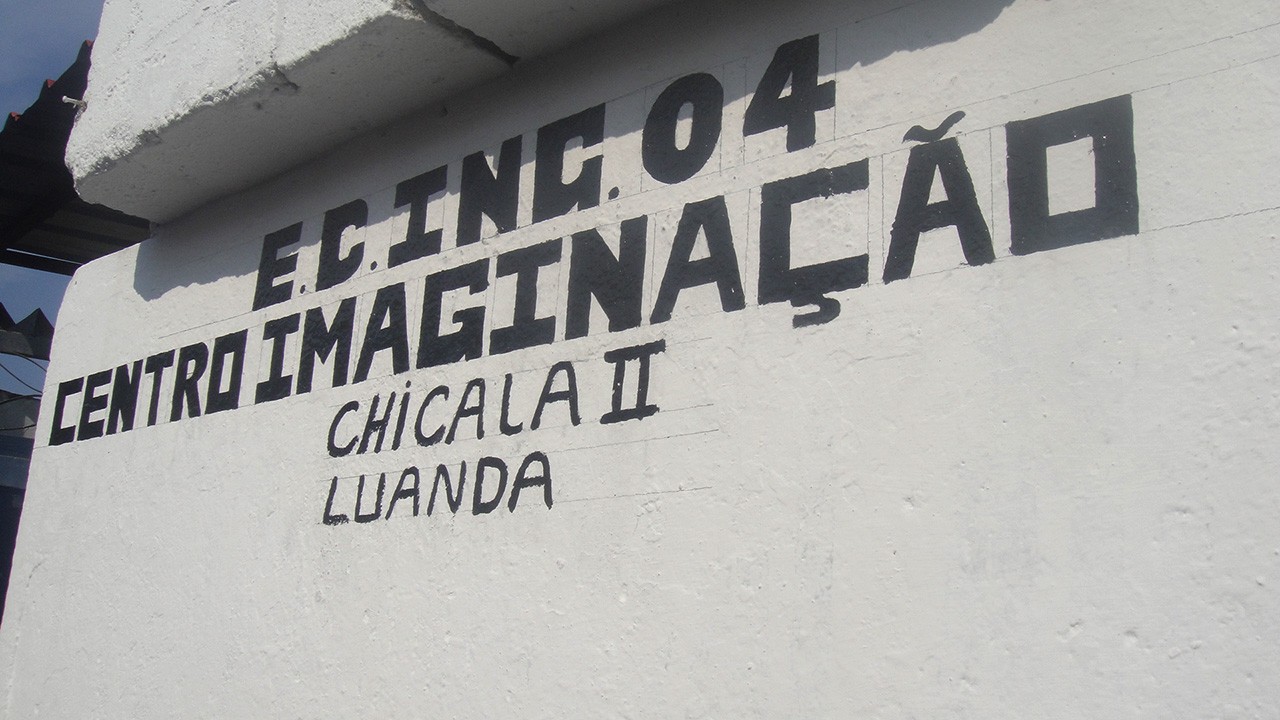 E.C.ING.04
CENTRO IMAGINAÇÃO
CHICALA II
LUANDA